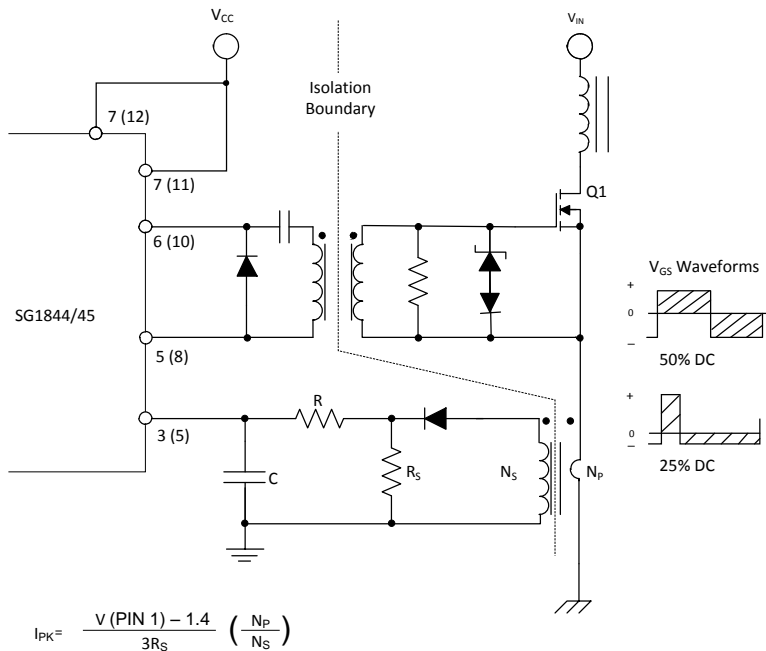 VCC
VIN
Isolation
Boundary
7 (12)
7 (11)
Q1
6 (10)
VGS Waveforms
+
0
–
50% DC
SG1844/45
5 (8)
3 (5)
R
+
0
–
25% DC
C
RS
NS
NP
IPK= V (PIN 1) – 1.4 / 3RS ( NP / NS )